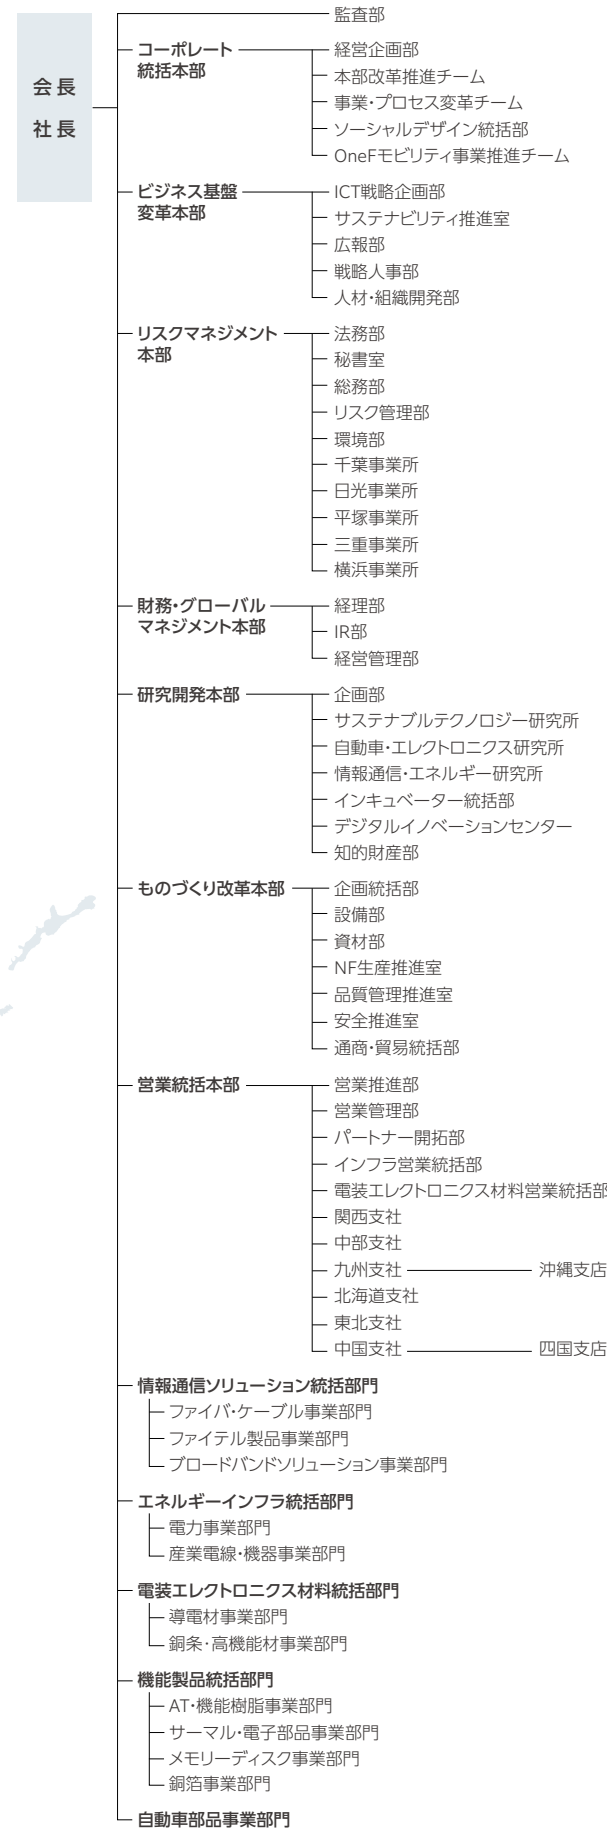 会長
社長
監査部
コーポレート
統括本部
経営企画部
本部改革推進チーム
事業・プロセス変革チーム
ソーシャルデザイン統括部
OneFモビリティ事業推進チーム
ビジネス基盤
変革本部
ICT戦略企画部
サステナビリティ推進室
広報部
戦略人事部
人材・組織開発部
リスクマネジメント
本部
法務部
秘書室
総務部
リスク管理部
環境部
千葉事業所
日光事業所
平塚事業所
三重事業所
横浜事業所
財務・グローバル
マネジメント本部
経理部
IR部
経営管理部
研究開発本部
企画部
サステナブルテクノロジー研究所
自動車・エレクトロニクス研究所
情報通信・エネルギー研究所
インキュベーター統括部
デジタルイノベーションセンター
知的財産部
ものづくり改革本部
企画統括部
設備部
資材部
NF生産推進室
品質管理推進室
安全推進室
通商・貿易統括部
営業統括本部
営業推進部
営業管理部
パートナー開拓部
インフラ営業統括部
電装エレクトロニクス材料営業統括部
関西支社
中部支社
九州支社 沖縄支店
北海道支社
東北支社
中国支社 四国支店
情報通信ソリューション統括部門
ファイバ・ケーブル事業部門
ファイテル製品事業部門
ブロードバンドソリューション事業部門
エネルギーインフラ統括部門
電力事業部門
産業電線・機器事業部門
電装エレクトロニクス材料統括部門
導電材事業部門
銅条・高機能材事業部門
機能製品統括部門
AT・機能樹脂事業部門
サーマル・電子部品事業部門
メモリーディスク事業部門
銅箔事業部門
自動車部品事業部門